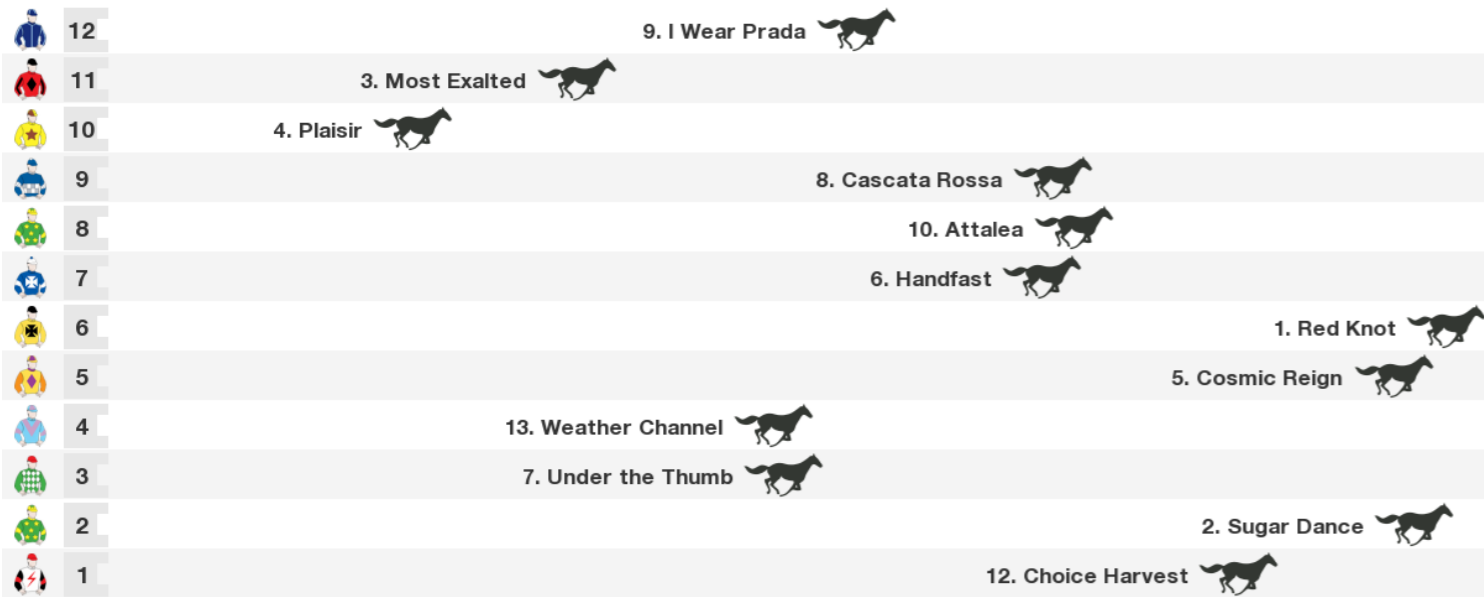 12 9. I Wear Prada
11 3. Most Exalted
10 4. Plaisir
9 8. Cascata Rossa
8 10. Attalea
7 6. Handfast
6 1. Red Knot
5 5. Cosmic Reign
4 13. Weather Channel
3 7. Under the Thumb
2 2. Sugar Dance
1 12. Choice Harvest